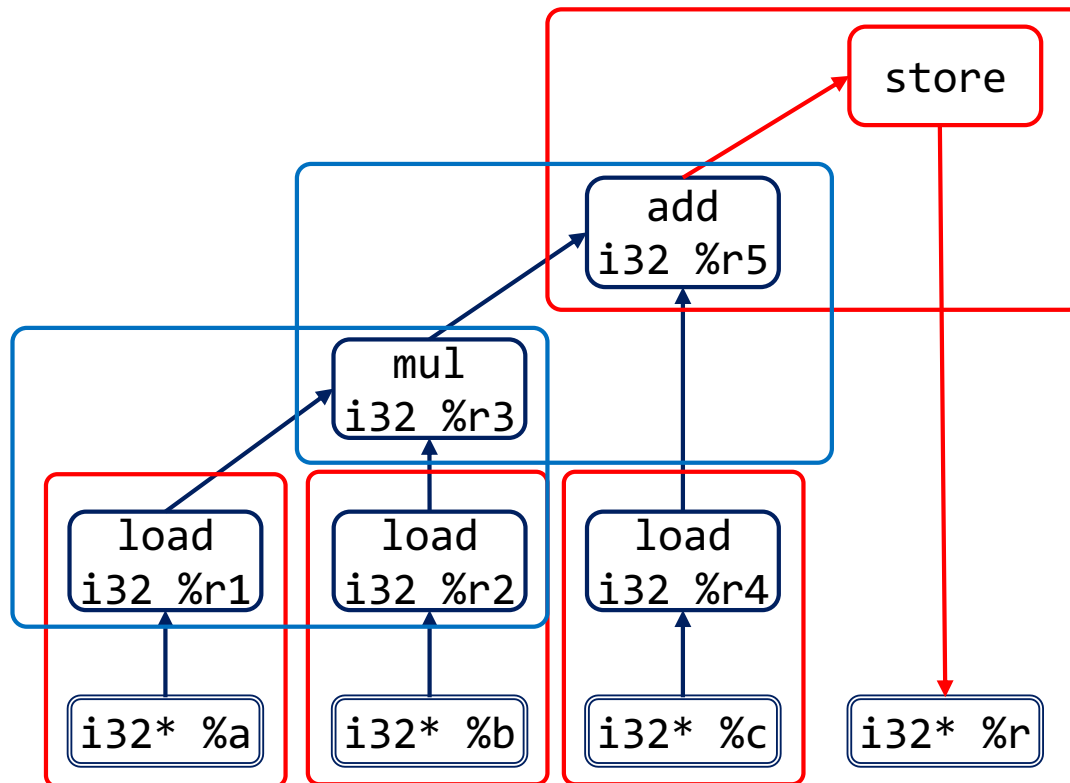 store
add
i32 %r5
mul
i32 %r3
load
i32 %r1
load
i32 %r2
load
i32 %r4
i32* %a
i32* %b
i32* %c
i32* %r